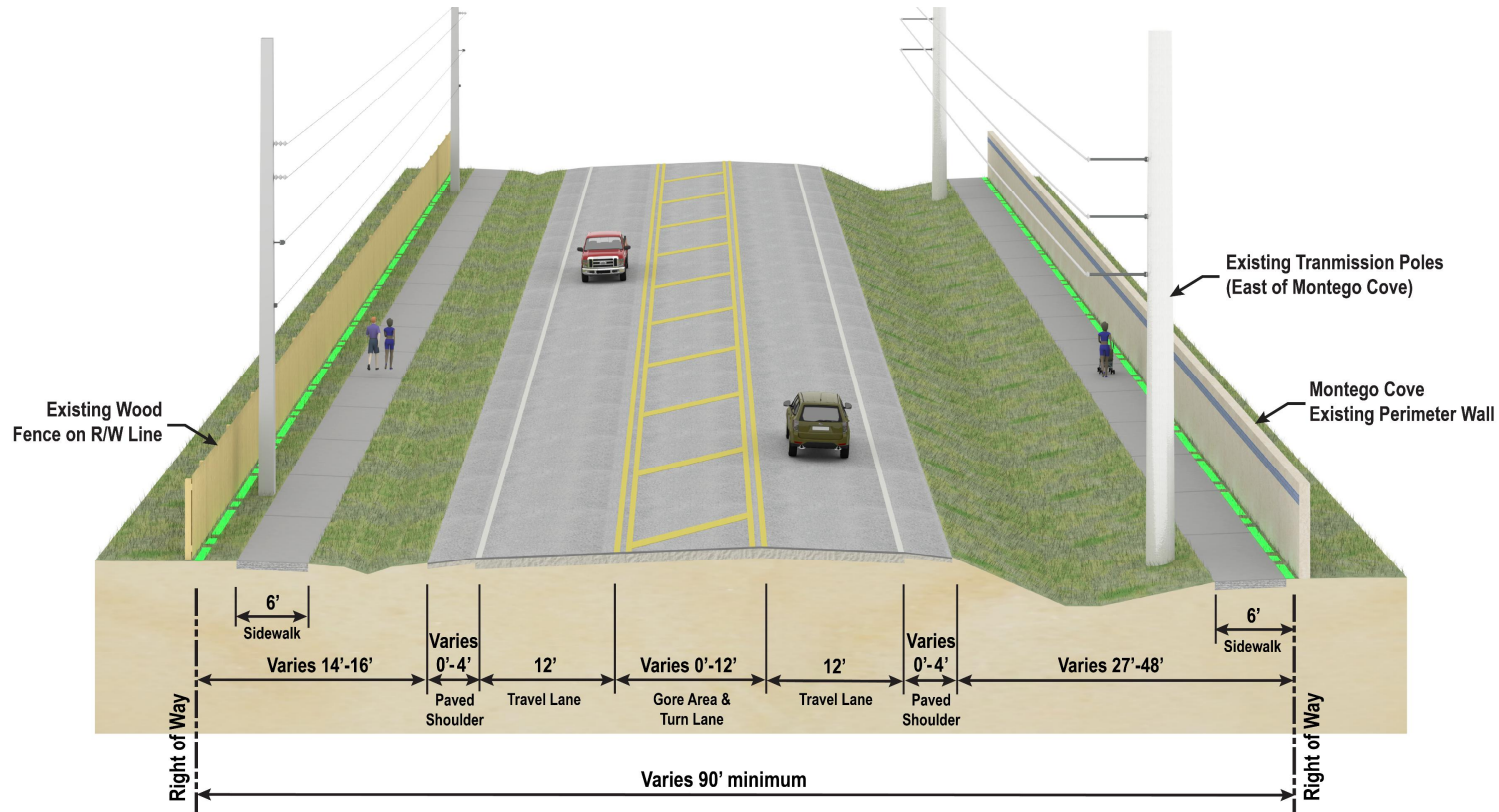 Existing Tranmission Poles
(East of Montego Cove)
Montego Cove
Existing Perimeter Wall
Existing Wood
Fence on R/W Line
6’
Sidewalk
6’
Sidewalk
Varies 14’-16’
Varies
0’- 4’
Paved
Shoulder
12’
Travel Lane
Varies 0’-12’
Gore Area &
Turn Lane
12’
Travel Lane
Varies
0’- 4’
Paved
Shoulder
Varies 27’-48’
Right of Way
Right of Way
Varies 90’ minimum